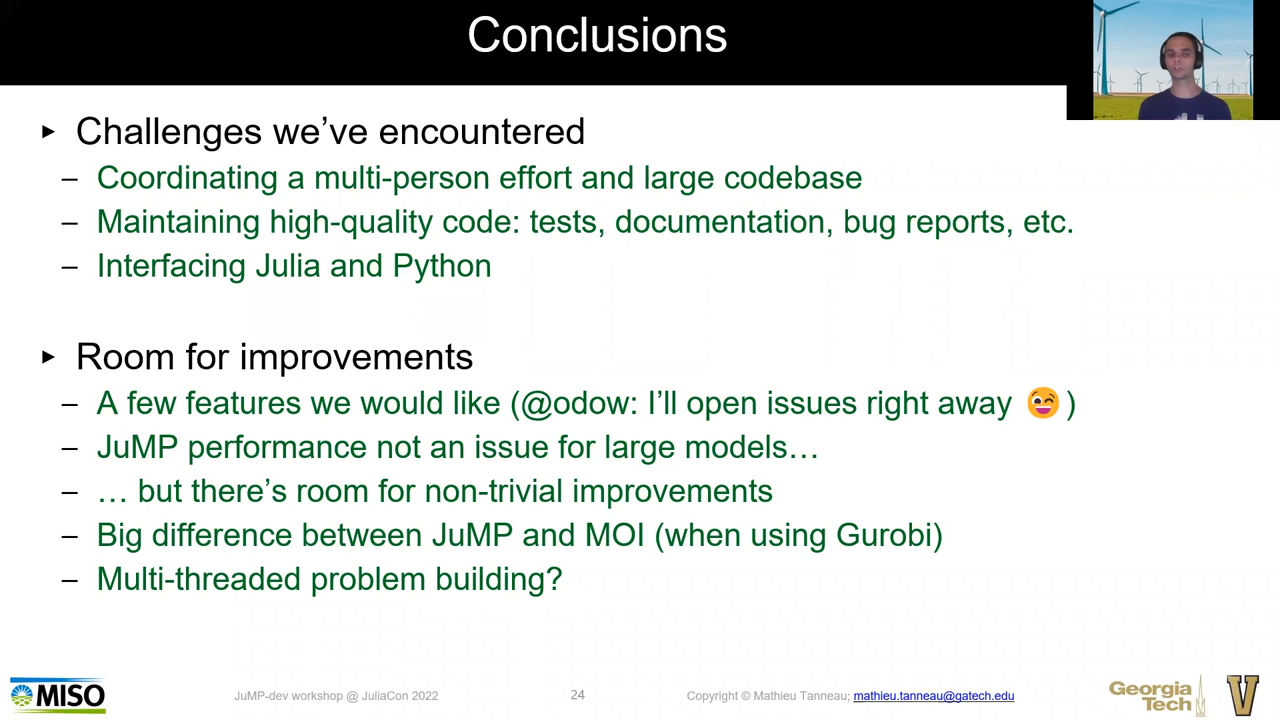 Conclusions
Challenges we’ve encountered
– Coordinating a multi-person effort and large codebase
– Maintaining high-quality code: tests, documentation, bug reports, etc.
– Interfacing Julia and Python
Room for improvements
– A few features we would like (@odow: I’ll open issues right away 😉 )
– JuMP performance not an issue for large models…
– … but there’s room for non-trivial improvements
– Big difference between JuMP and MOI (when using Gurobi)
– Multi-threaded problem building?
MISO
JuMP-dev workshop @ JuliaCon 2022
24
Copyright © Mathieu Tanneau; mathieu.tanneau@gatech.edu
Georgia
Tech
V